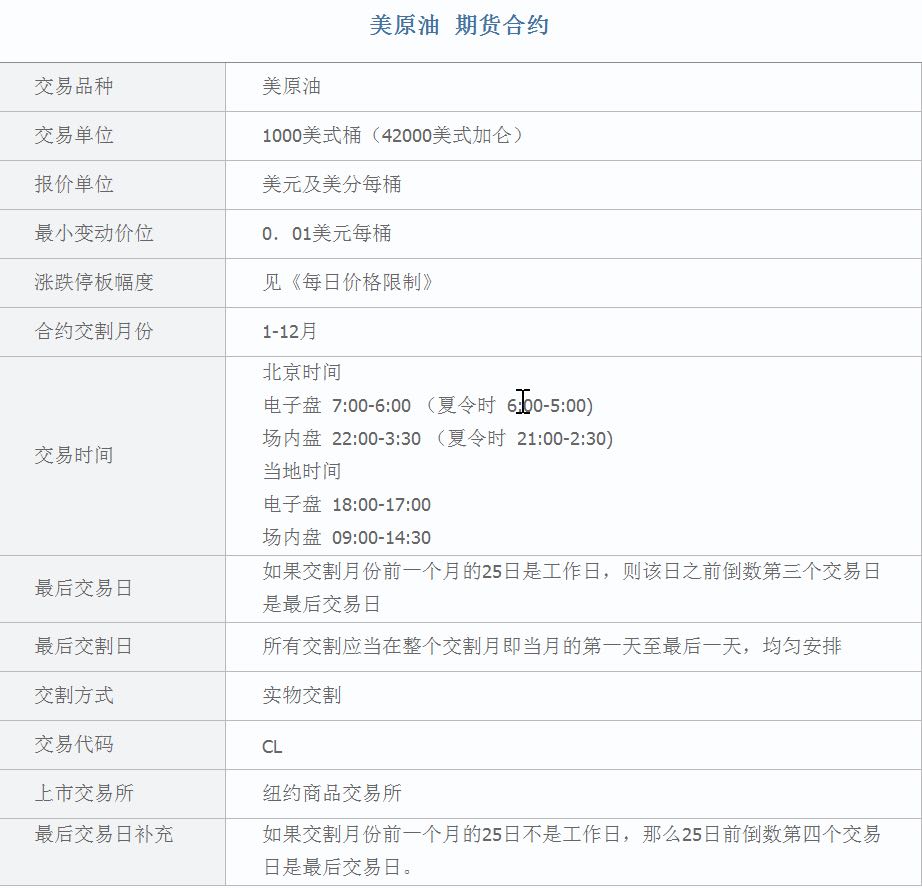 美原油 期货合约
交易品种 美原油
交易单位 1000美式桶（42000美式加仑）
报价单位 美元及美分每桶
最小变动价位 0．01美元每桶
涨跌停板幅度 见《每日价格限制》
合约交割月份 1-12月
交易时间
北京时间
电子盘 7:00-6:00 （夏令时 6:00-5:00)
场内盘 22:00-3:30 （夏令时 21:00-2:30)
当地时间
电子盘 18:00-17:00
场内盘 09:00-14:30
最后交易日
如果交割月份前一个月的25日是工作日，则该日之前倒数第三个交易日
是最后交易日
最后交割日 所有交割应当在整个交割月即当月的第一天至最后一天，均匀安排
交割方式 实物交割
交易代码 CL
上市交易所 纽约商品交易所
最后交易日补充 如果交割月份前一个月的25日不是工作日，那么25日前倒数第四个交易
日是最后交易日。